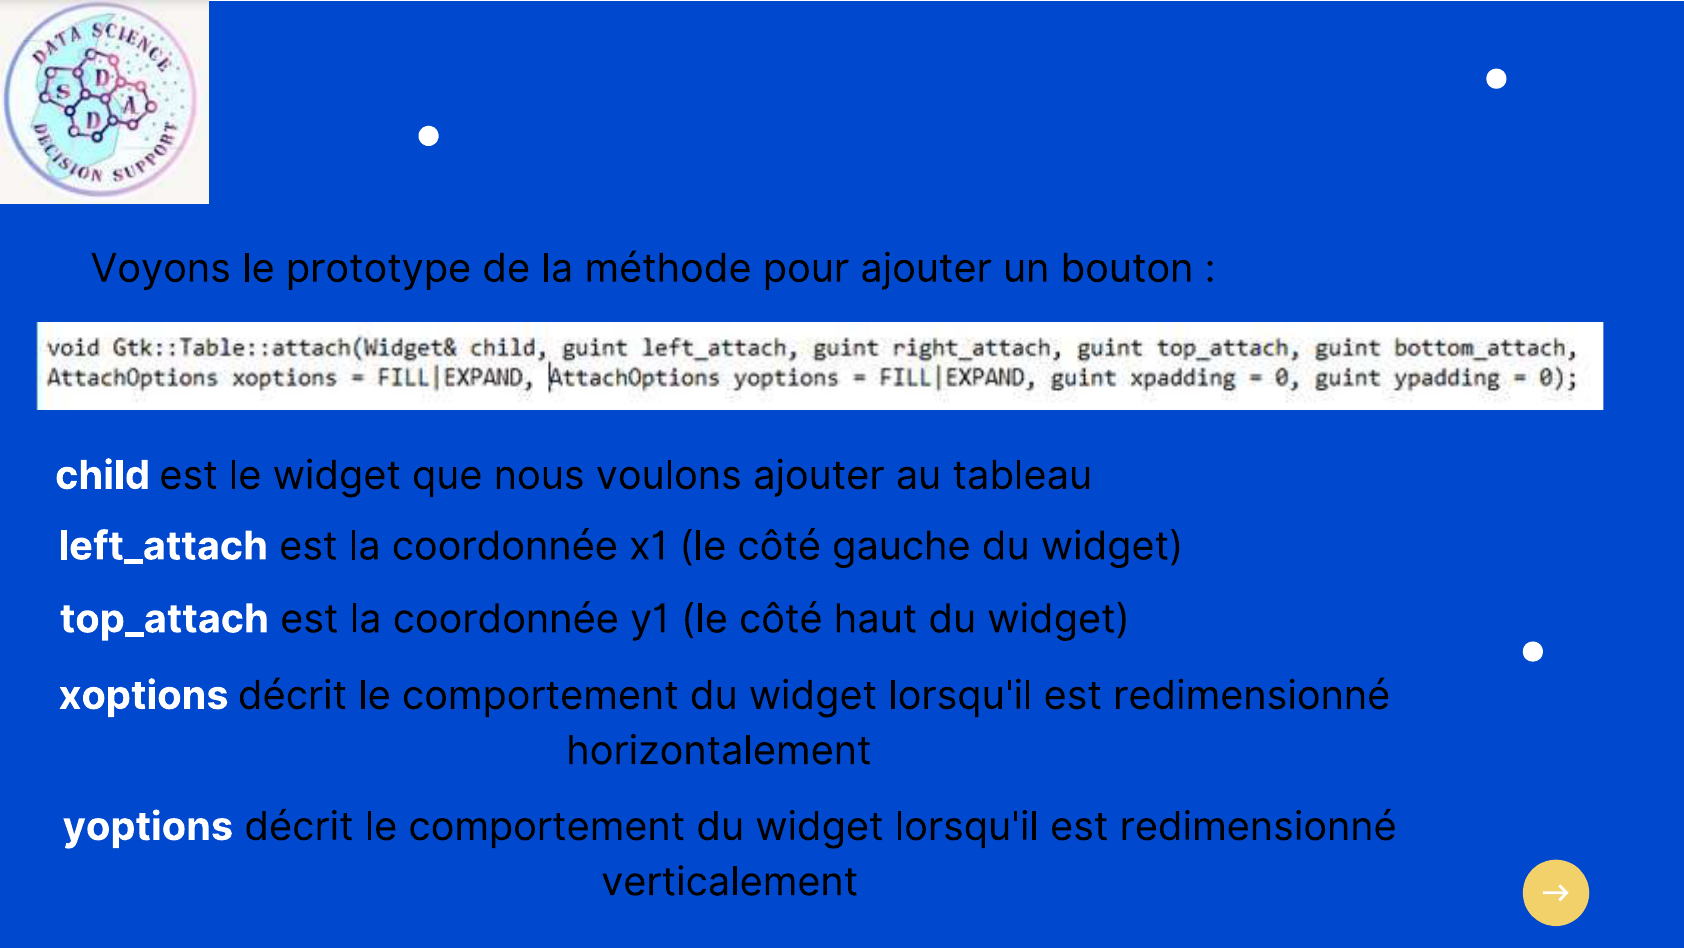 DATA SCIENCE
S D D A
DECISION SUPPORT
Voyons le prototype de la méthode pour ajouter un bouton :
void Gtk::Table::attach(Widget& child, guint left_attach, guint right_attach, guint top_attach, guint bottom_attach,
AttachOptions xoptions = FILL|EXPAND, AttachOptions yoptions = FILL|EXPAND, guint xpadding = 0, guint ypadding = 0);
child est le widget que nous voulons ajouter au tableau
left_attach est la coordonnée x1 (le côté gauche du widget)
top_attach est la coordonnée y1 (le côté haut du widget)
xoptions décrit le comportement du widget lorsqu'il est redimensionné
horizontalement
yoptions décrit le comportement du widget lorsqu'il est redimensionné
verticalement